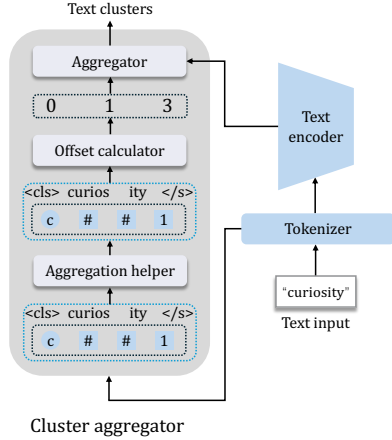 Text clusters
Aggregator
0 1 3
Offset calculator
<cls> curios ity </s>
c # # 1
Aggregation helper
<cls> curios ity </s>
c # # 1
Cluster aggregator
Text
encoder
Tokenizer
“curiosity”
Text input